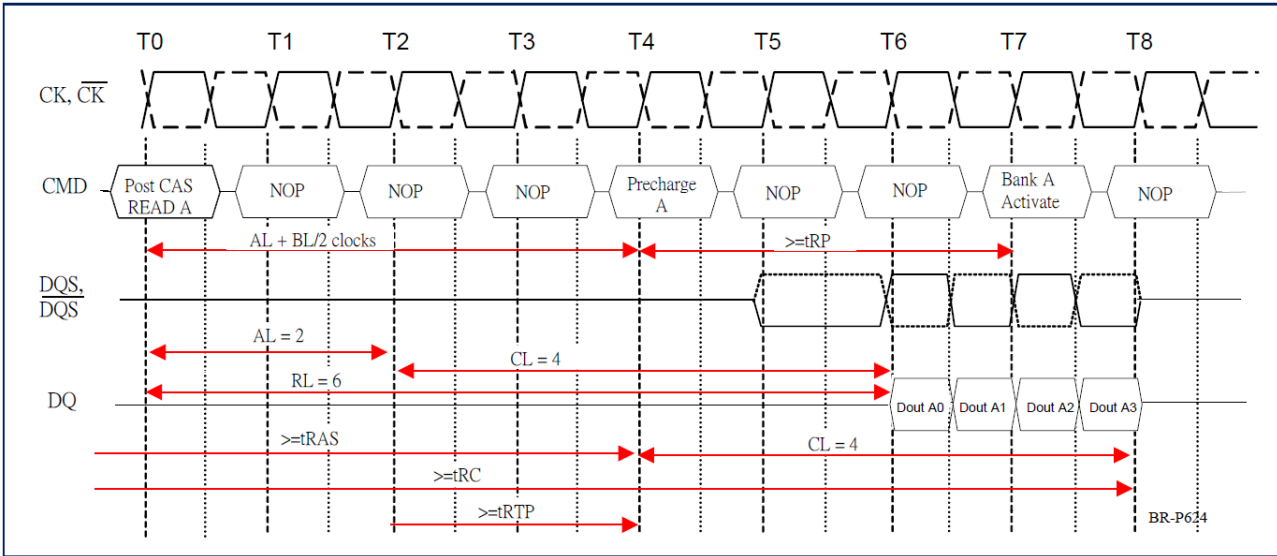 T0 T1 T2 T3 T4 T5 T6 T7 T8
CK, CK
CMD
Post CAS
READ A
NOP
NOP
NOP
Precharge
A
NOP
NOP
Bank A
Activate
NOP
AL + BL/2 clocks
>=tRP
DQS,
DQS
AL = 2
CL = 4
RL = 6
DQ
Dout A0
Dout A1
Dout A2
Dout A3
>=tRAS
CL = 4
>=tRC
>=tRTP
BR-P624